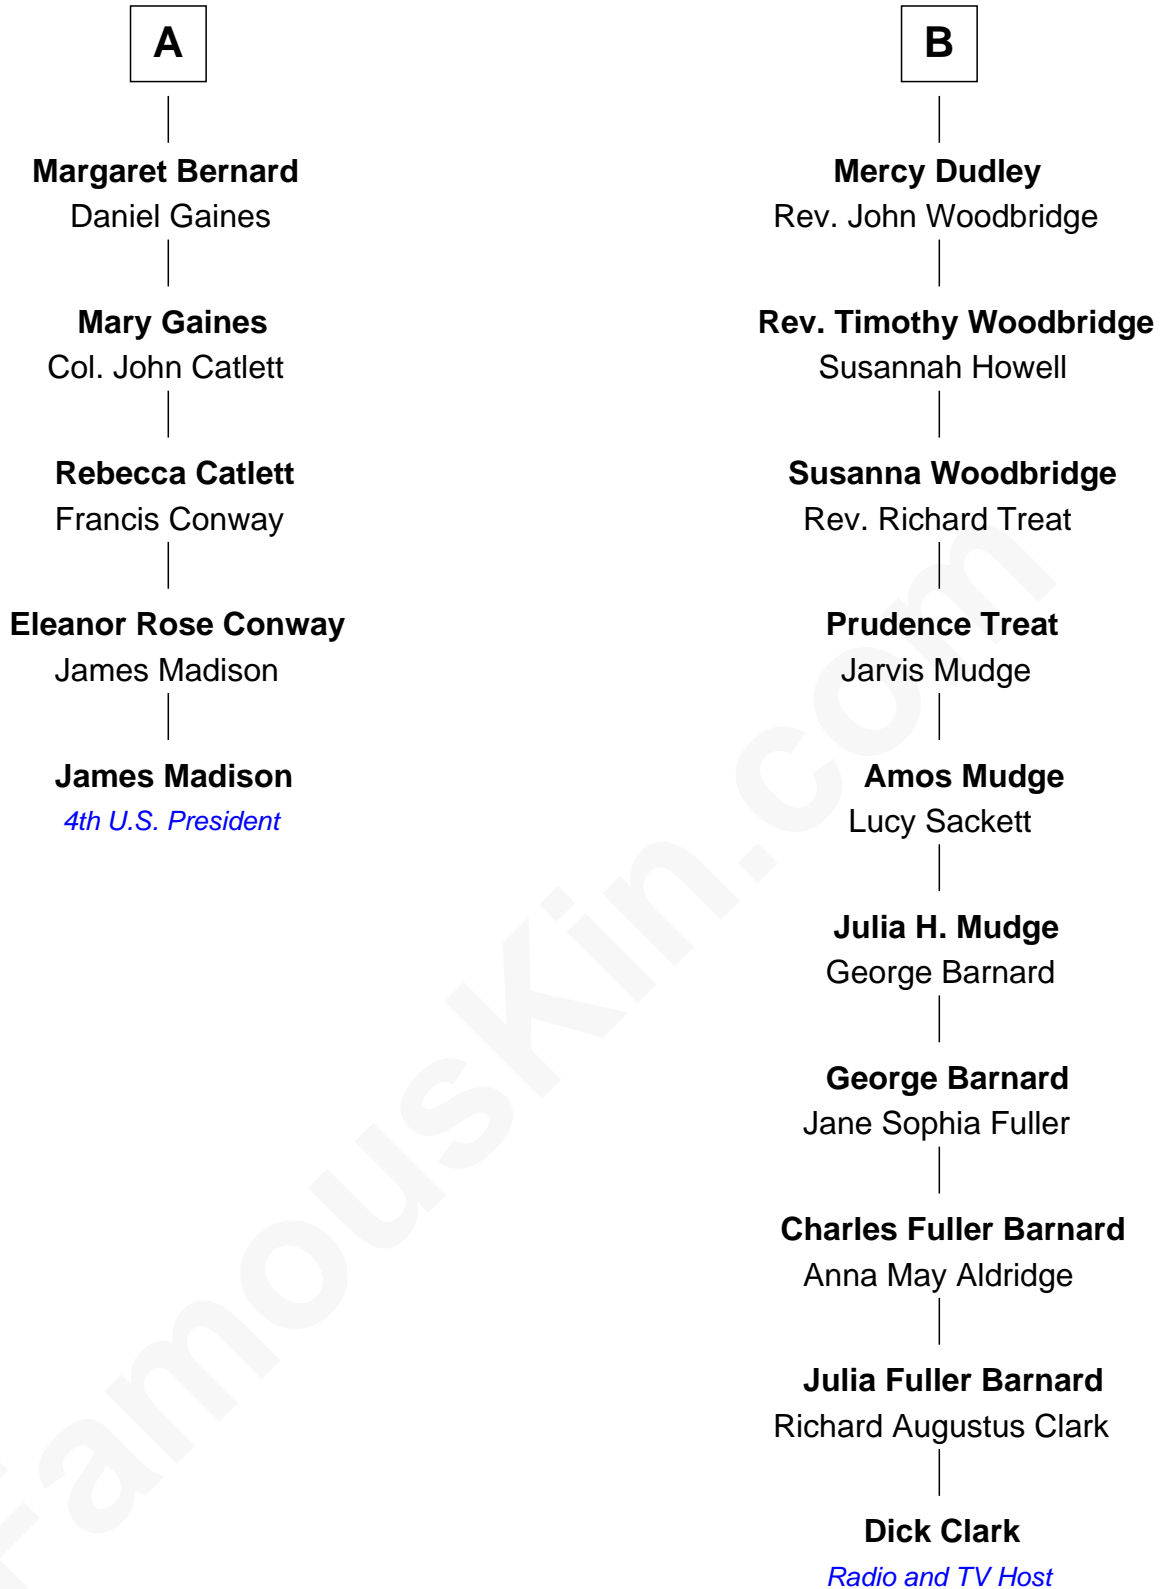 A
Margaret Bernard
Daniel Gaines
Mary Gaines
Col. John Catlett
Rebecca Catlett
Francis Conway
Eleanor Rose Conway
James Madison
James Madison
4th U.S. President
B
Mercy Dudley
Rev. John Woodbridge
Rev. Timothy Woodbridge
Susannah Howell
Susanna Woodbridge
Rev. Richard Treat
Prudence Treat
Jarvis Mudge
Amos Mudge
Lucy Sackett
Julia H. Mudge
George Barnard
George Barnard
Jane Sophia Fuller
Charles Fuller Barnard
Anna May Aldridge
Julia Fuller Barnard
Richard Augustus Clark
Dick Clark
Radio and TV Host
FamousKin.com